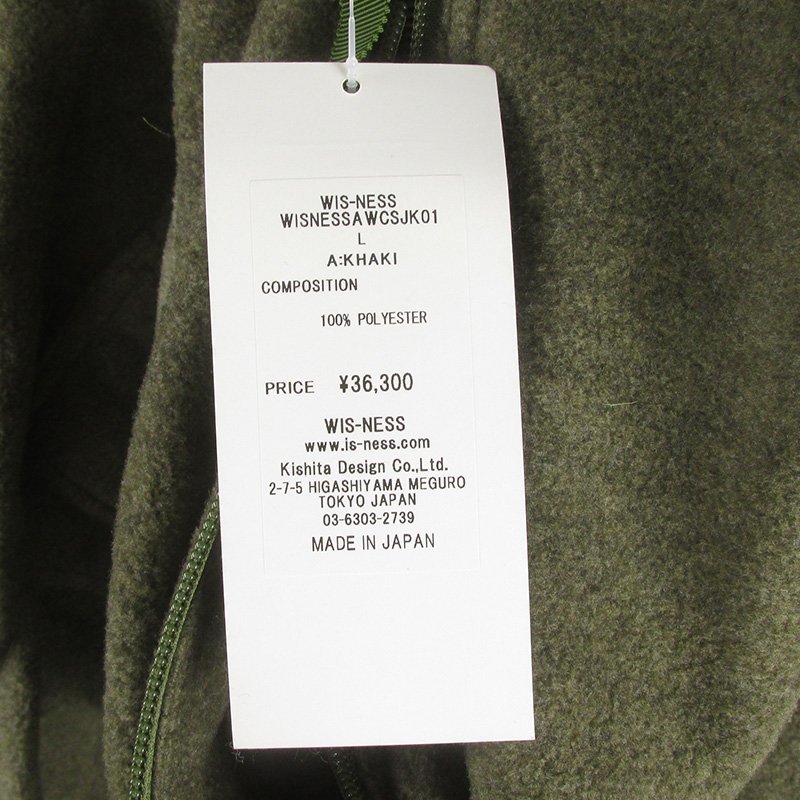 WIS-NESS
WISNESSAWCSJK01
L
A:KHAKI
COMPOSITION
100% POLYESTER
PRICE ¥36,300
WIS-NESS
www.is-ness.com
Kishita Design Co.,Ltd.
2-7-5 HIGASHIYAMA MEGURO
TOKYO JAPAN
03-6303-2739
MADE IN JAPAN